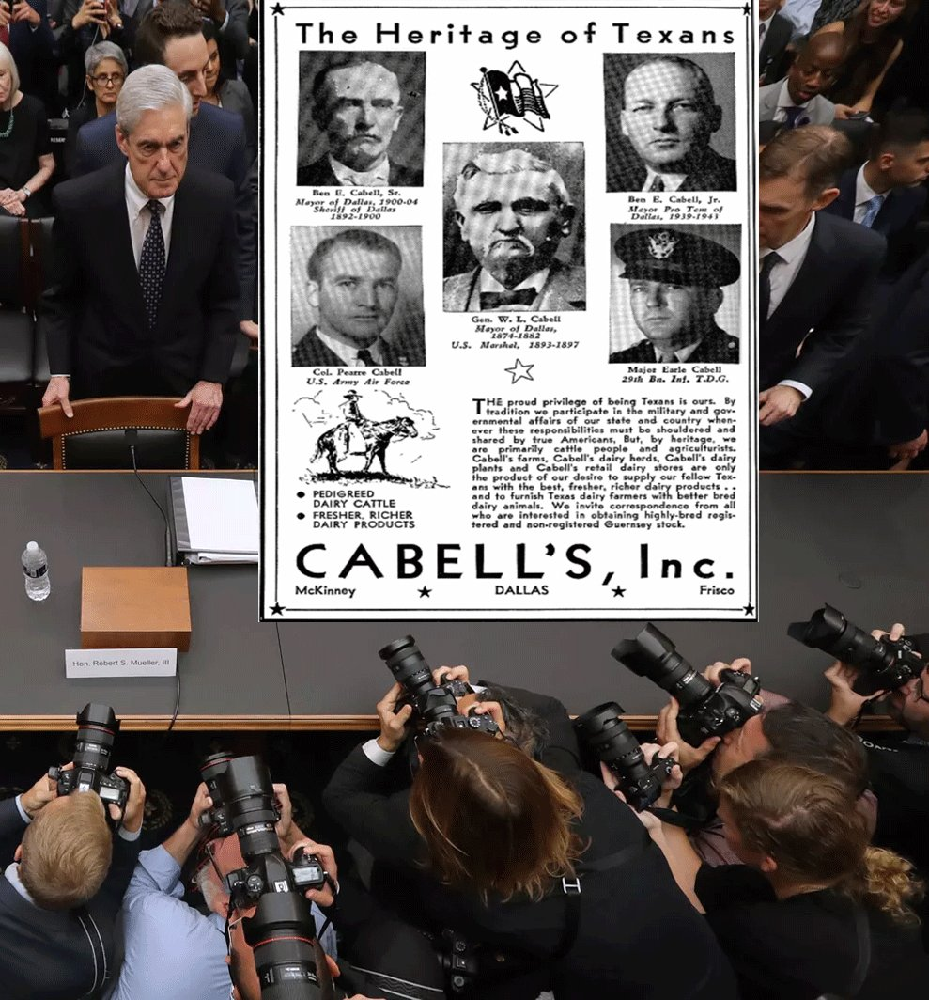 The Heritage of Texans
Ben E. Cabell, Sr.
Mayor of Dallas, 1900-04
Sheriff of Dallas
1892-1900
Ben E. Cabell, Jr.
Mayor Pro Tem of
Dallas, 1939-1943
Gen. W. L. Cabell
Mayor of Dallas,
1874-1882
U.S. Marshal, 1893-1897
Col. Pearre Cabell
U.S. Army Air Force
Major Earle Cabell
29th Bn. Inf. T.D.G.
THE proud privilege of being Texans is ours. By
tradition we participate in the military and gov-
ernmental affairs of our state and country when-
ever these responsibilities must be shouldered and
shared by true Americans, But, by heritage, we
are primarily cattle people and agriculturists.
Cabell's farms, Cabell's dairy herds, Cabell's dairy
plants and Cabell's retail dairy stores are only
the product of our desire to supply our fellow Tex-
ans with the best, fresher, richer dairy products . .
and to furnish Texas dairy farmers with better bred
dairy animals. We invite correspondence from all
who are interested in obtaining highly-bred regis-
tered and non-registered Guernsey stock.
● PEDIGREED
DAIRY CATTLE
● FRESHER, RICHER
DAIRY PRODUCTS
CABELL'S, Inc.
McKinney ★ DALLAS ★ Frisco
Hon. Robert S. Mueller, III
H